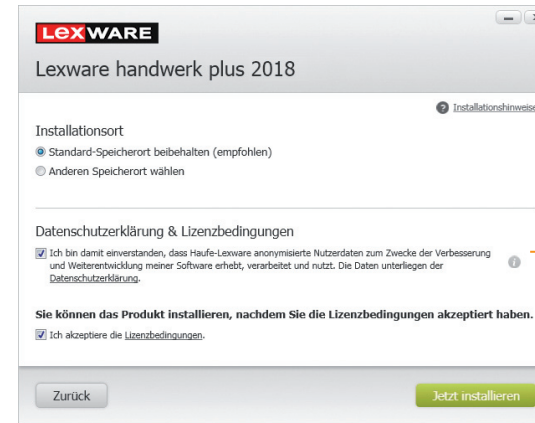 LEXWARE
Lexware handwerk plus 2018
Installationshinweise
Installationsort
Standard-Speicherort beibehalten (empfohlen)
Anderen Speicherort wählen
Datenschutzerklärung & Lizenzbedingungen
Ich bin damit einverstanden, dass Haufe-Lexware anonymisierte Nutzerdaten zum Zwecke der Verbesserung
und Weiterentwicklung meiner Software erhebt, verarbeitet und nutzt. Die Daten unterliegen der
Datenschutzerklärung.
Sie können das Produkt installieren, nachdem Sie die Lizenzbedingungen akzeptiert haben.
Ich akzeptiere die Lizenzbedingungen.
Zurück
Jetzt installieren